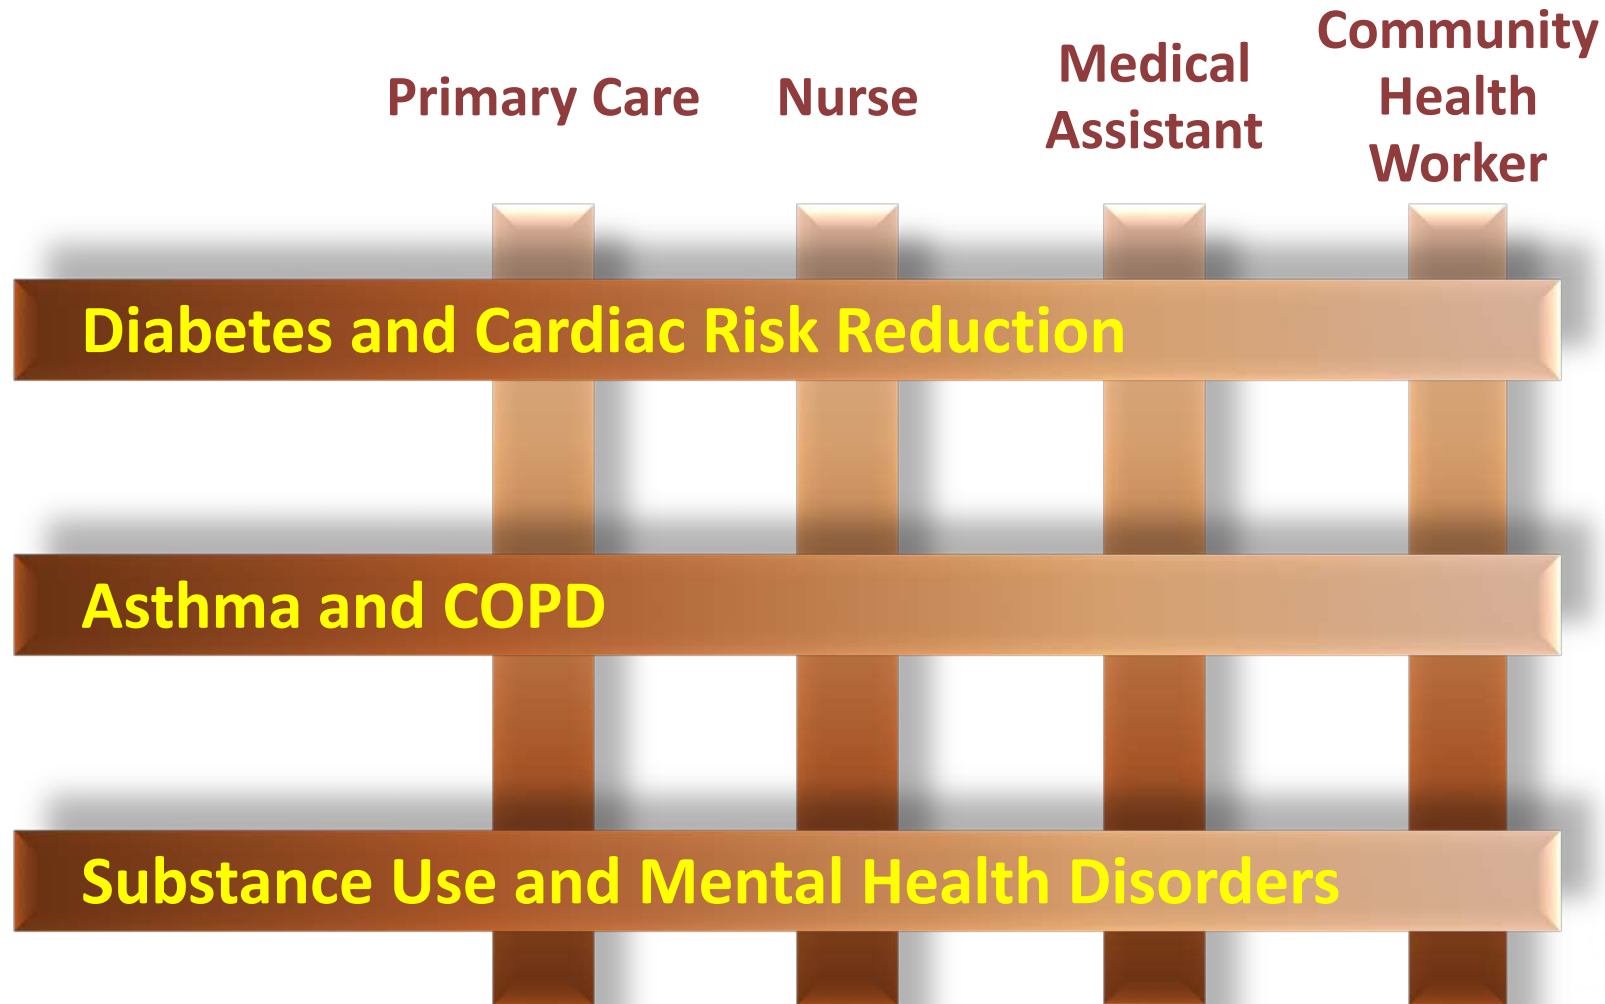 Primary Care
Nurse
Medical
Assistant
Community
Health
Worker
Diabetes and Cardiac Risk Reduction
Asthma and COPD
Substance Use and Mental Health Disorders